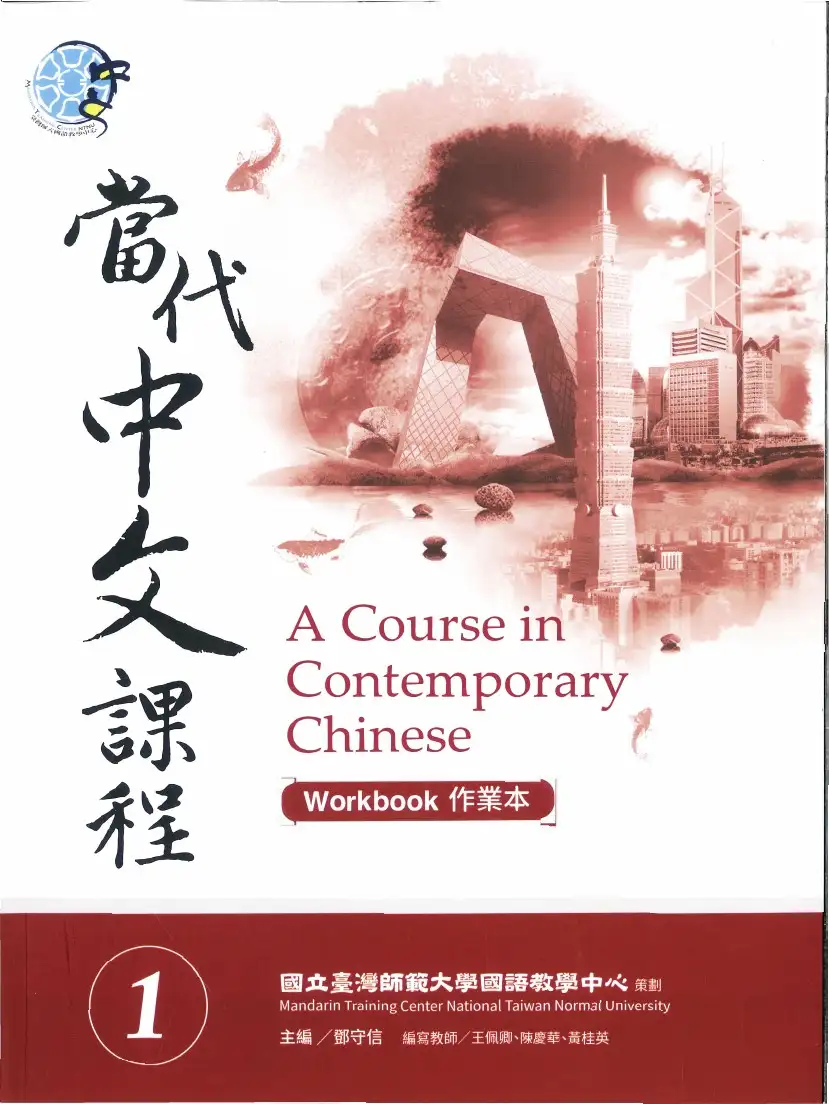 當代中文課程
A Course in
Contemporary
Chinese
Workbook 作業本
1
國立臺灣師範大學國語教學中心 策劃
Mandarin Training Center National Taiwan Normal University
主編／鄧守信 編寫教師／王佩卿、陳慶華、黃桂英